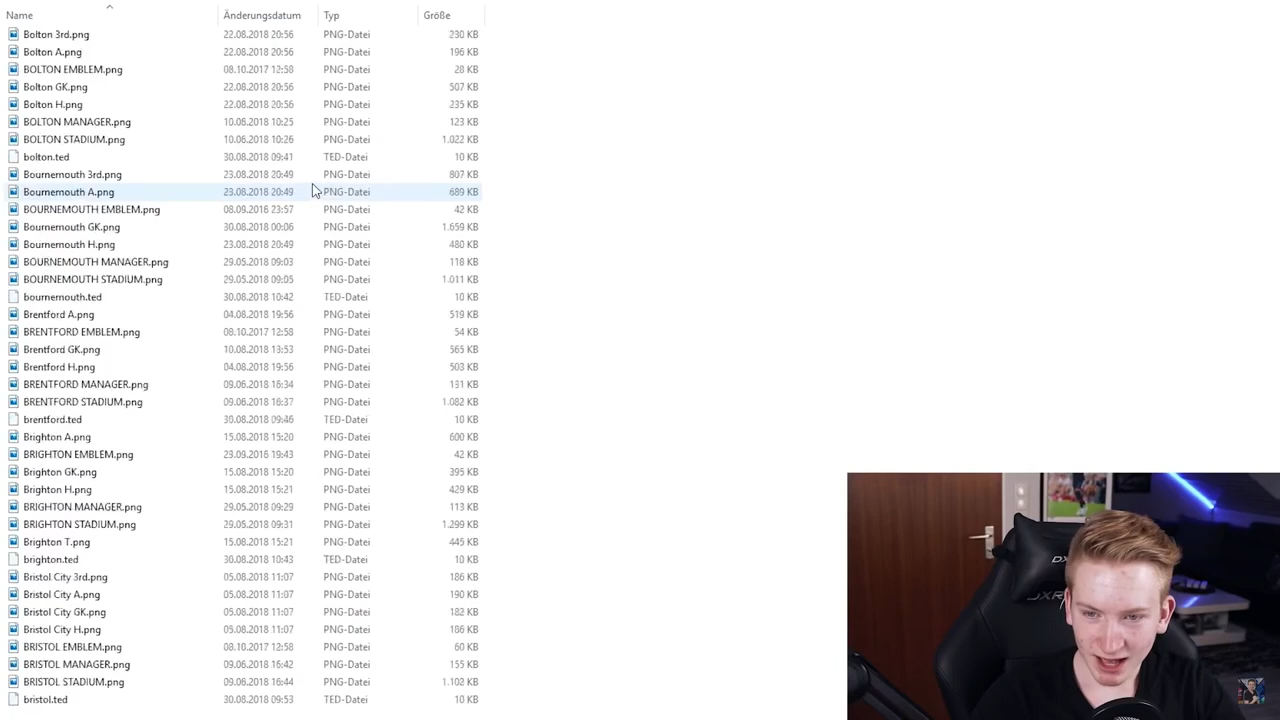 Name Änderungsdatum Typ Größe
Bolton 3rd.png 22.08.2018 20:56 PNG-Datei 230 KB
Bolton A.png 22.08.2018 20:56 PNG-Datei 196 KB
BOLTON EMBLEM.png 08.10.2017 12:58 PNG-Datei 28 KB
Bolton GK.png 22.08.2018 20:56 PNG-Datei 507 KB
Bolton H.png 22.08.2018 20:56 PNG-Datei 235 KB
BOLTON MANAGER.png 10.06.2018 10:25 PNG-Datei 123 KB
BOLTON STADIUM.png 10.06.2018 10:26 PNG-Datei 1.022 KB
bolton.ted 30.08.2018 09:41 TED-Datei 10 KB
Bournemouth 3rd.png 23.08.2018 20:49 PNG-Datei 807 KB
Bournemouth A.png 23.08.2018 20:49 PNG-Datei 689 KB
BOURNEMOUTH EMBLEM.png 08.09.2016 23:57 PNG-Datei 42 KB
Bournemouth GK.png 30.08.2018 00:06 PNG-Datei 1.659 KB
Bournemouth H.png 23.08.2018 20:49 PNG-Datei 480 KB
BOURNEMOUTH MANAGER.png 29.05.2018 09:03 PNG-Datei 118 KB
BOURNEMOUTH STADIUM.png 29.05.2018 09:05 PNG-Datei 1.011 KB
bournemouth.ted 30.08.2018 10:42 TED-Datei 10 KB
Brentford A.png 04.08.2018 19:56 PNG-Datei 519 KB
BRENTFORD EMBLEM.png 08.10.2017 12:58 PNG-Datei 54 KB
Brentford GK.png 10.08.2018 13:53 PNG-Datei 565 KB
Brentford H.png 04.08.2018 19:56 PNG-Datei 503 KB
BRENTFORD MANAGER.png 09.06.2018 16:34 PNG-Datei 131 KB
BRENTFORD STADIUM.png 09.06.2018 16:37 PNG-Datei 1.082 KB
brentford.ted 30.08.2018 09:46 TED-Datei 10 KB
Brighton A.png 15.08.2018 15:20 PNG-Datei 600 KB
BRIGHTON EMBLEM.png 23.09.2016 19:43 PNG-Datei 42 KB
Brighton GK.png 15.08.2018 15:20 PNG-Datei 395 KB
Brighton H.png 15.08.2018 15:21 PNG-Datei 429 KB
BRIGHTON MANAGER.png 29.05.2018 09:29 PNG-Datei 113 KB
BRIGHTON STADIUM.png 29.05.2018 09:31 PNG-Datei 1.299 KB
Brighton T.png 15.08.2018 15:21 PNG-Datei 445 KB
brighton.ted 30.08.2018 10:43 TED-Datei 10 KB
Bristol City 3rd.png 05.08.2018 11:07 PNG-Datei 186 KB
Bristol City A.png 05.08.2018 11:07 PNG-Datei 190 KB
Bristol City GK.png 05.08.2018 11:07 PNG-Datei 182 KB
Bristol City H.png 05.08.2018 11:07 PNG-Datei 186 KB
BRISTOL EMBLEM.png 08.10.2017 12:58 PNG-Datei 60 KB
BRISTOL MANAGER.png 09.06.2018 16:42 PNG-Datei 155 KB
BRISTOL STADIUM.png 09.06.2018 16:44 PNG-Datei 1.102 KB
bristol.ted 30.08.2018 09:53 TED-Datei 10 KB